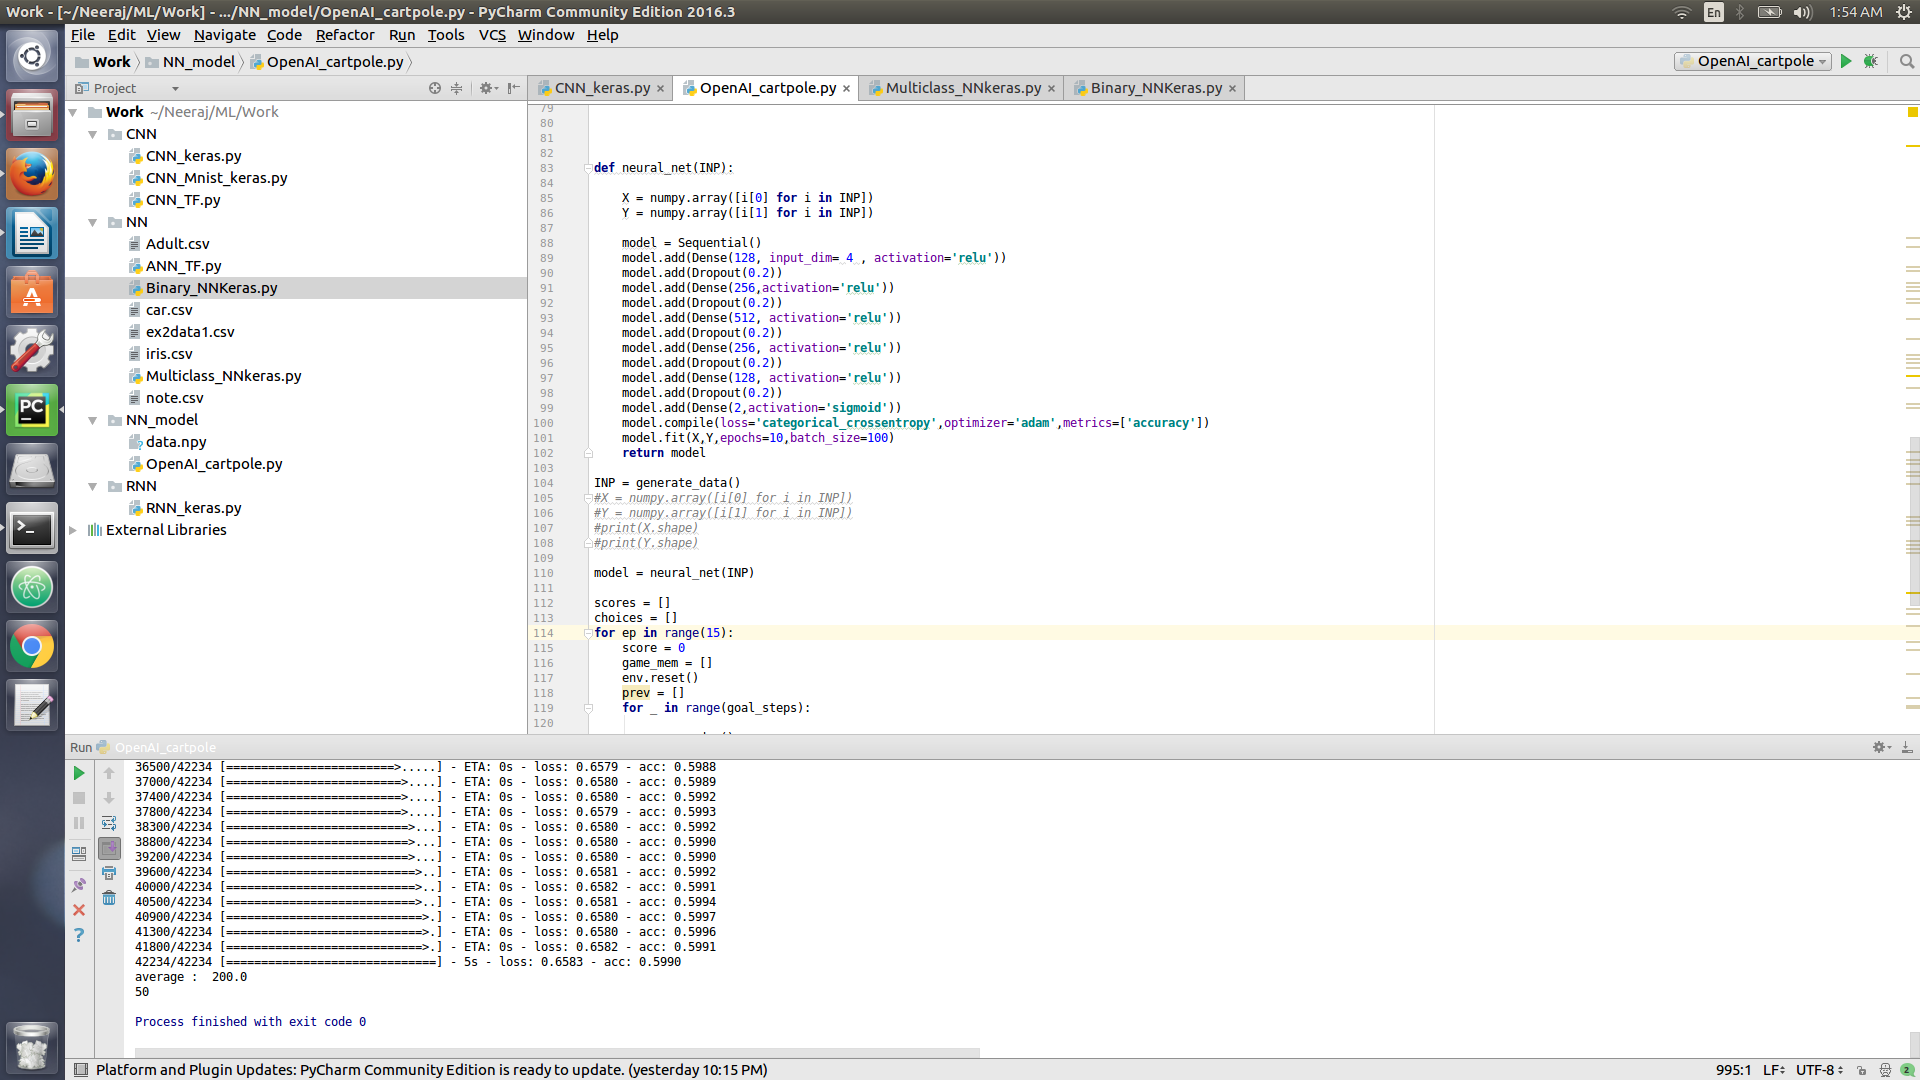 Work - [~/Neeraj/ML/Work] - .../NN_model/OpenAI_cartpole.py - PyCharm Community Edition 2016.3
En
1:54 AM
File Edit View Navigate Code Refactor Run Tools VCS Window Help
Work NN_model OpenAI_cartpole.py
OpenAI_cartpole
Project
CNN_keras.py × OpenAI_cartpole.py × Multiclass_NNkeras.py × Binary_NNKeras.py ×
Work ~/Neeraj/ML/Work
CNN
CNN_keras.py
CNN_Mnist_keras.py
CNN_TF.py
NN
Adult.csv
ANN_TF.py
Binary_NNKeras.py
car.csv
ex2data1.csv
iris.csv
Multiclass_NNkeras.py
note.csv
NN_model
data.npy
OpenAI_cartpole.py
RNN
RNN_keras.py
External Libraries
79
80
81
82
83 def neural_net(INP):
84
85 X = numpy.array([i[0] for i in INP])
86 Y = numpy.array([i[1] for i in INP])
87
88 model = Sequential()
89 model.add(Dense(128, input_dim= 4 , activation='relu'))
90 model.add(Dropout(0.2))
91 model.add(Dense(256,activation='relu'))
92 model.add(Dropout(0.2))
93 model.add(Dense(512, activation='relu'))
94 model.add(Dropout(0.2))
95 model.add(Dense(256, activation='relu'))
96 model.add(Dropout(0.2))
97 model.add(Dense(128, activation='relu'))
98 model.add(Dropout(0.2))
99 model.add(Dense(2,activation='sigmoid'))
100 model.compile(loss='categorical_crossentropy',optimizer='adam',metrics=['accuracy'])
101 model.fit(X,Y,epochs=10,batch_size=100)
102 return model
103
104 INP = generate_data()
105 #X = numpy.array([i[0] for i in INP])
106 #Y = numpy.array([i[1] for i in INP])
107 #print(X.shape)
108 #print(Y.shape)
109
110 model = neural_net(INP)
111
112 scores = []
113 choices = []
114 for ep in range(15):
115 score = 0
116 game_mem = []
117 env.reset()
118 prev = []
119 for _ in range(goal_steps):
120
Run OpenAI_cartpole
36500/42234 [========================>.....] - ETA: 0s - loss: 0.6579 - acc: 0.5988
37000/42234 [=========================>....] - ETA: 0s - loss: 0.6580 - acc: 0.5989
37400/42234 [=========================>....] - ETA: 0s - loss: 0.6580 - acc: 0.5992
37800/42234 [=========================>....] - ETA: 0s - loss: 0.6579 - acc: 0.5993
38300/42234 [==========================>...] - ETA: 0s - loss: 0.6580 - acc: 0.5992
38800/42234 [==========================>...] - ETA: 0s - loss: 0.6580 - acc: 0.5990
39200/42234 [==========================>...] - ETA: 0s - loss: 0.6580 - acc: 0.5990
39600/42234 [===========================>..] - ETA: 0s - loss: 0.6581 - acc: 0.5992
40000/42234 [===========================>..] - ETA: 0s - loss: 0.6582 - acc: 0.5991
40500/42234 [===========================>..] - ETA: 0s - loss: 0.6581 - acc: 0.5994
40900/42234 [============================>.] - ETA: 0s - loss: 0.6580 - acc: 0.5997
41300/42234 [============================>.] - ETA: 0s - loss: 0.6580 - acc: 0.5996
41800/42234 [============================>.] - ETA: 0s - loss: 0.6582 - acc: 0.5991
42234/42234 [==============================] - 5s - loss: 0.6583 - acc: 0.5990
average : 200.0
50
Process finished with exit code 0
Platform and Plugin Updates: PyCharm Community Edition is ready to update. (yesterday 10:15 PM)
995:1 LF UTF-8 2